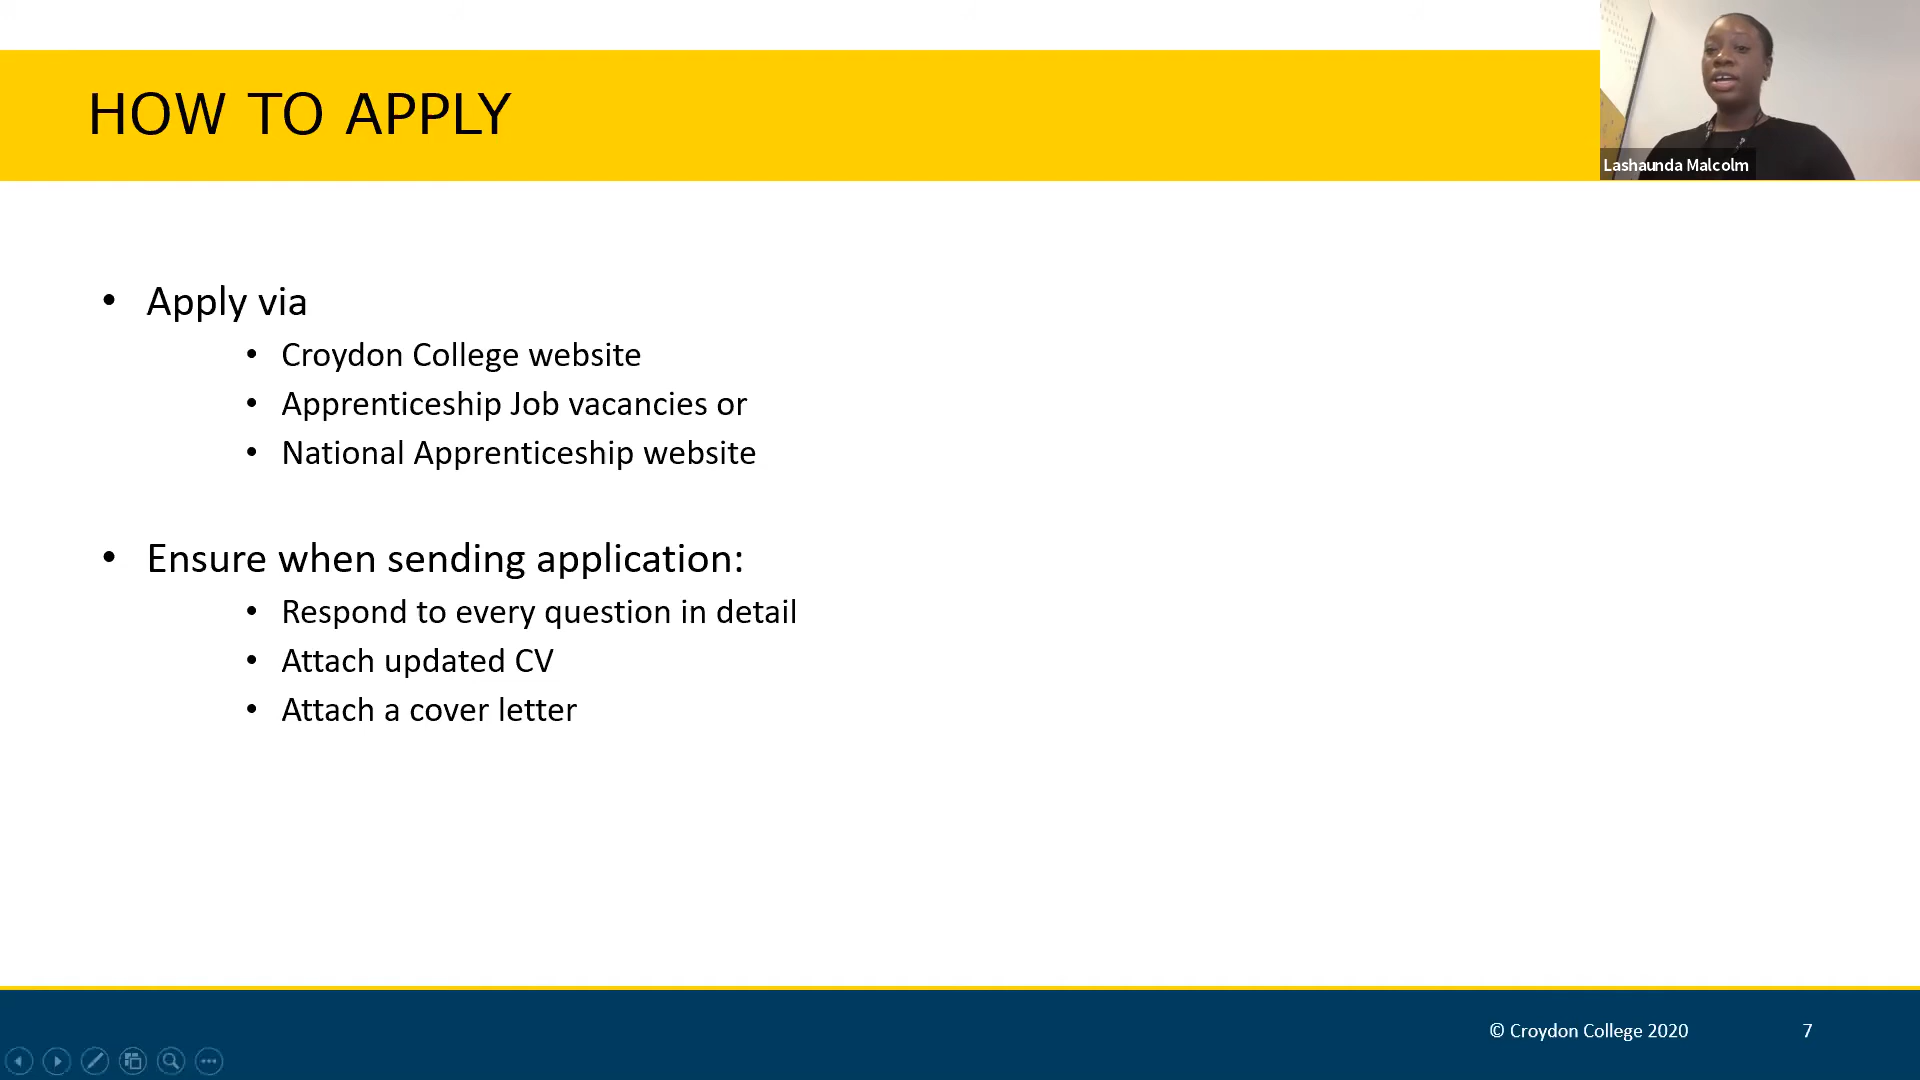 HOW TO APPLY
Lashaunda Malcolm
• Apply via
• Croydon College website
• Apprenticeship Job vacancies or
• National Apprenticeship website
• Ensure when sending application:
• Respond to every question in detail
• Attach updated CV
• Attach a cover letter
© Croydon College 2020
7